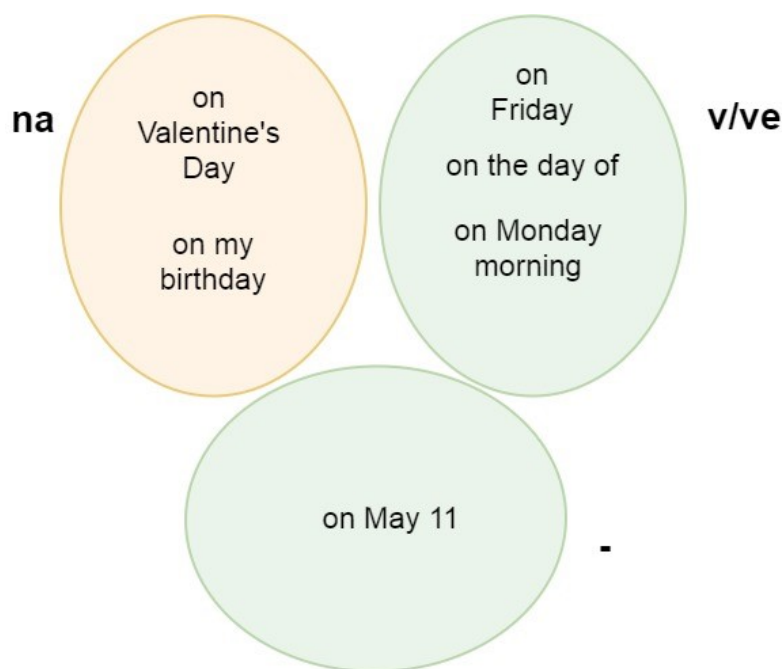 na
on
Valentine's
Day
on my
birthday
on
Friday
on the day of
on Monday
morning
v/ve
on May 11
-